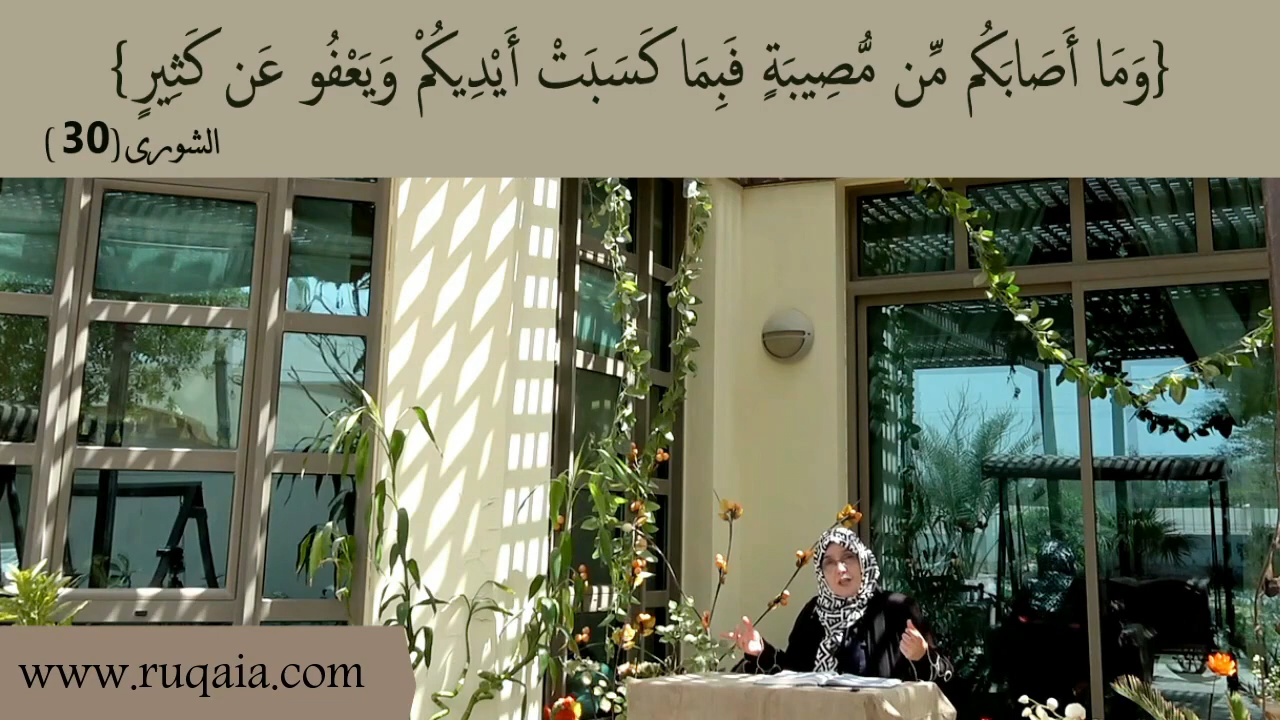 {وَمَا أَصَابَكُم مِّن مُّصِيبَةٍ فَبِمَا كَسَبَتْ أَيْدِيكُمْ وَيَعْفُو عَن كَثِيرٍ}
الشورى(30 )
www.ruqaia.com